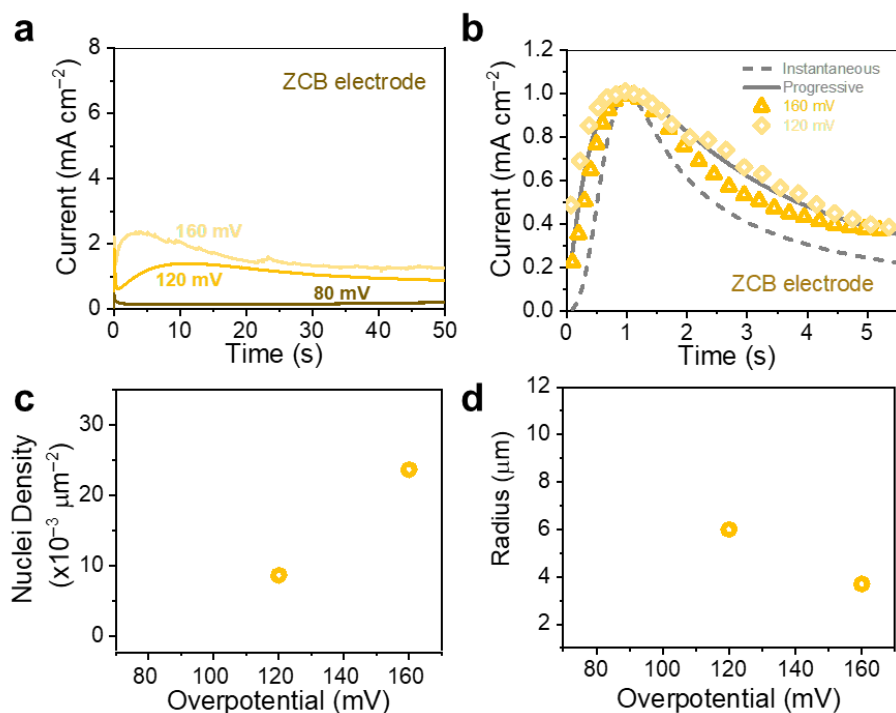 a
8
6
4
2
0
Current (mA cm⁻²)
ZCB electrode
160 mV
120 mV
80 mV
0 10 20 30 40 50
Time (s)
b
1.2
1.0
0.8
0.6
0.4
0.2
0.0
Current (mA cm⁻²)
Instantaneous
Progressive
160 mV
120 mV
ZCB electrode
0 1 2 3 4 5
Time (s)
c
30
20
10
0
Nuclei Density
(x10⁻³ μm⁻²)
80 100 120 140 160
Overpotential (mV)
d
12
10
8
6
4
2
Radius (μm)
80 100 120 140 160
Overpotential (mV)